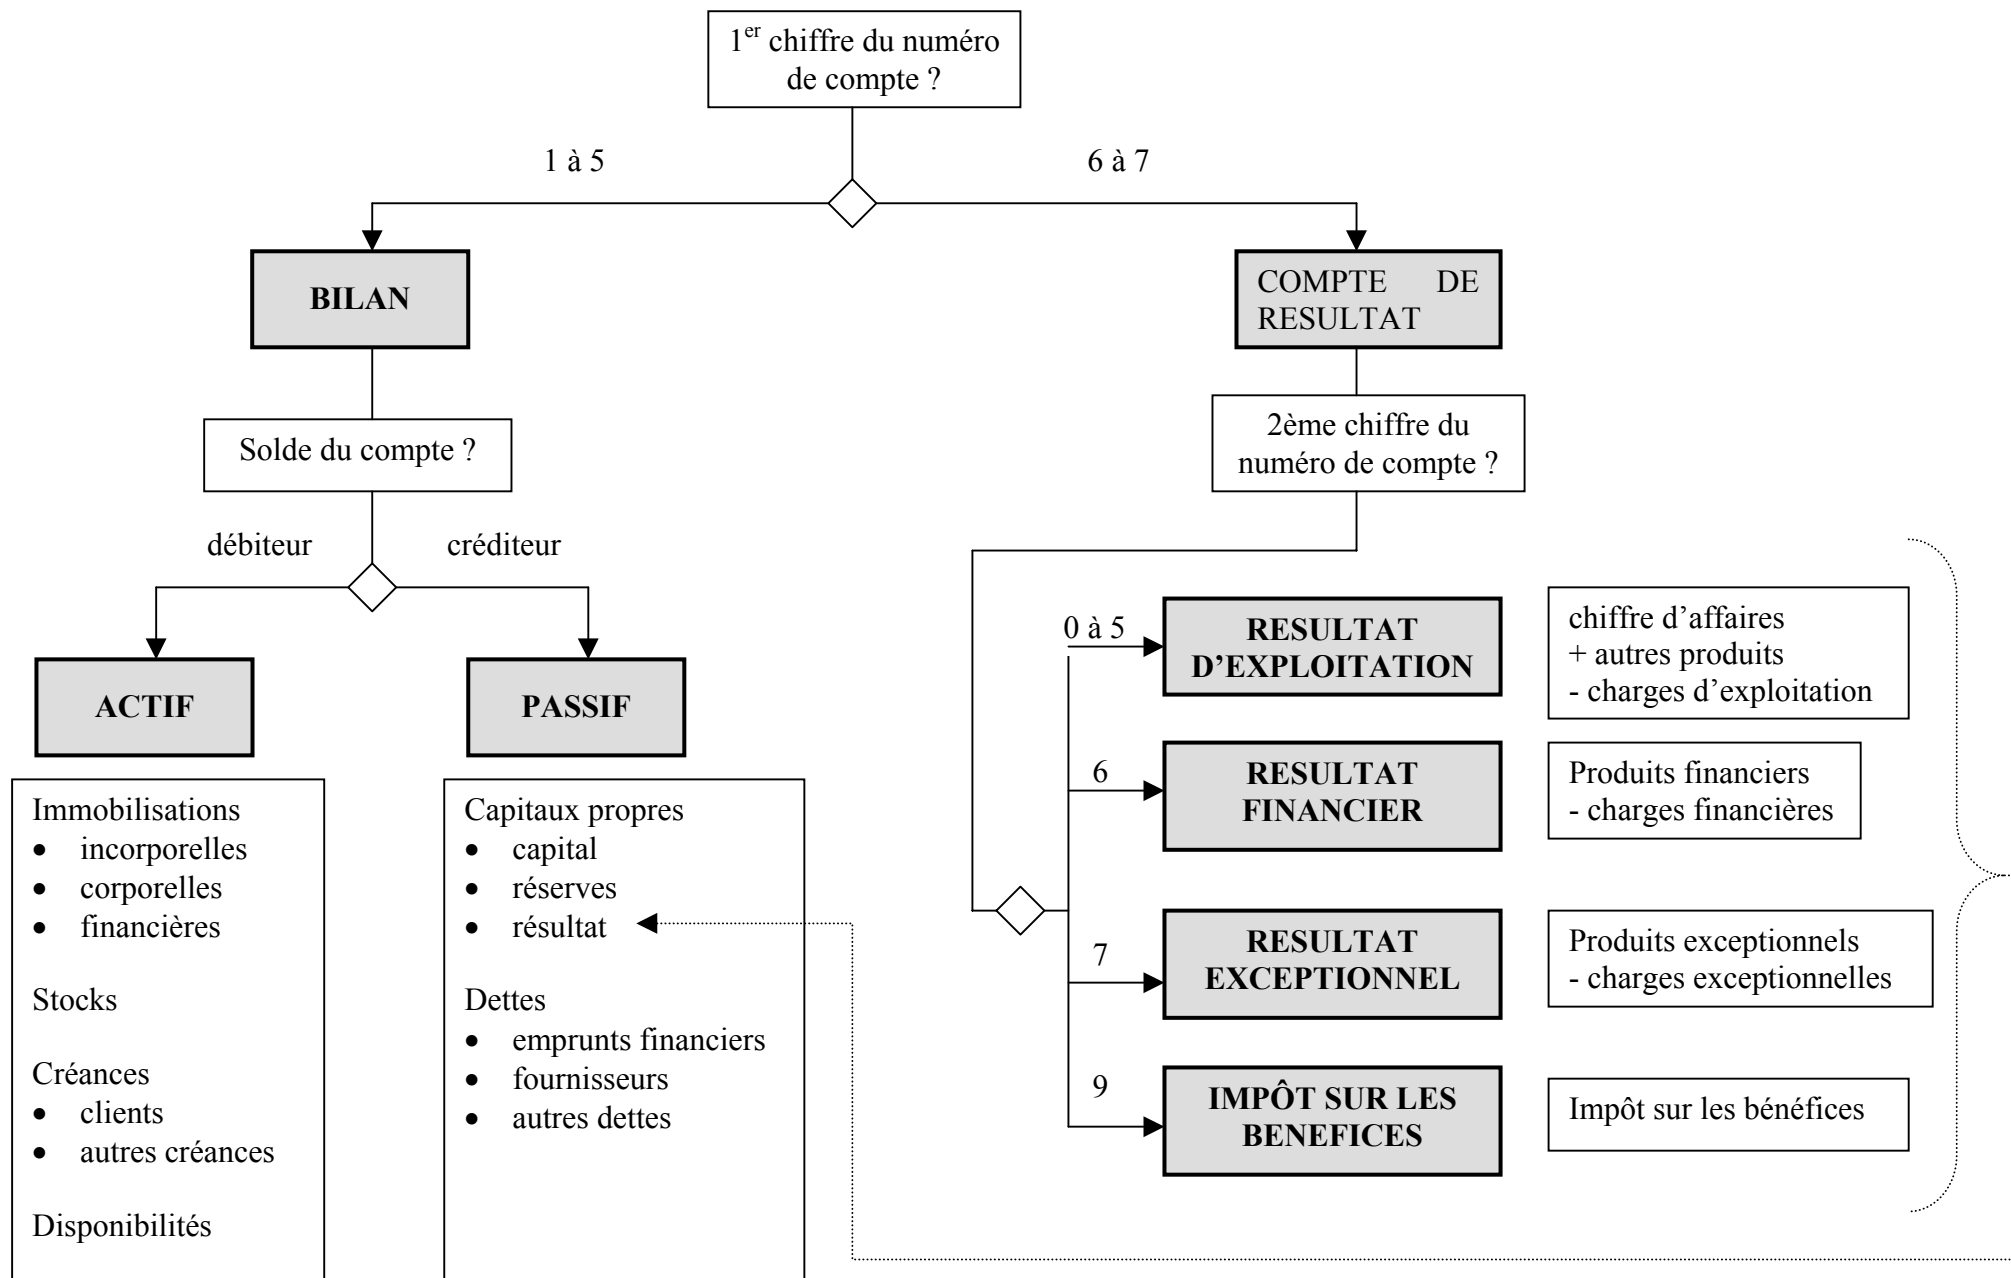 1er chiffre du numéro
de compte ?
1 à 5
6 à 7
BILAN
COMPTE DE
RESULTAT
Solde du compte ?
2ème chiffre du
numéro de compte ?
débiteur
créditeur
ACTIF
PASSIF
Immobilisations
• incorporelles
• corporelles
• financières
Stocks
Créances
• clients
• autres créances
Disponibilités
Capitaux propres
• capital
• réserves
• résultat
Dettes
• emprunts financiers
• fournisseurs
• autres dettes
0 à 5
RESULTAT
D’EXPLOITATION
chiffre d’affaires
+ autres produits
- charges d’exploitation
6
RESULTAT
FINANCIER
Produits financiers
- charges financières
7
RESULTAT
EXCEPTIONNEL
Produits exceptionnels
- charges exceptionnelles
9
IMPÔT SUR LES
BENEFICES
Impôt sur les bénéfices